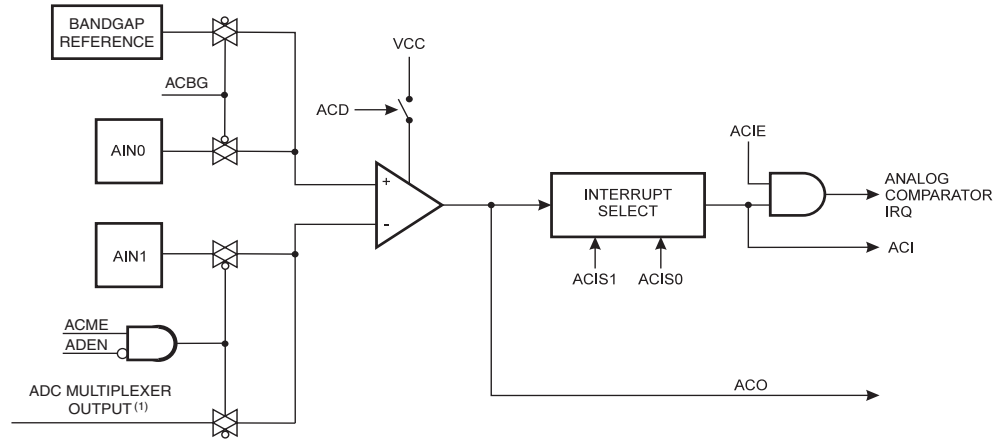 BANDGAP
REFERENCE
ACBG
AIN0
VCC
ACD
+
-
INTERRUPT
SELECT
ACIE
ANALOG
COMPARATOR
IRQ
ACI
ACIS1 ACIS0
AIN1
ACME
ADEN
ADC MULTIPLEXER
OUTPUT (1)
ACO